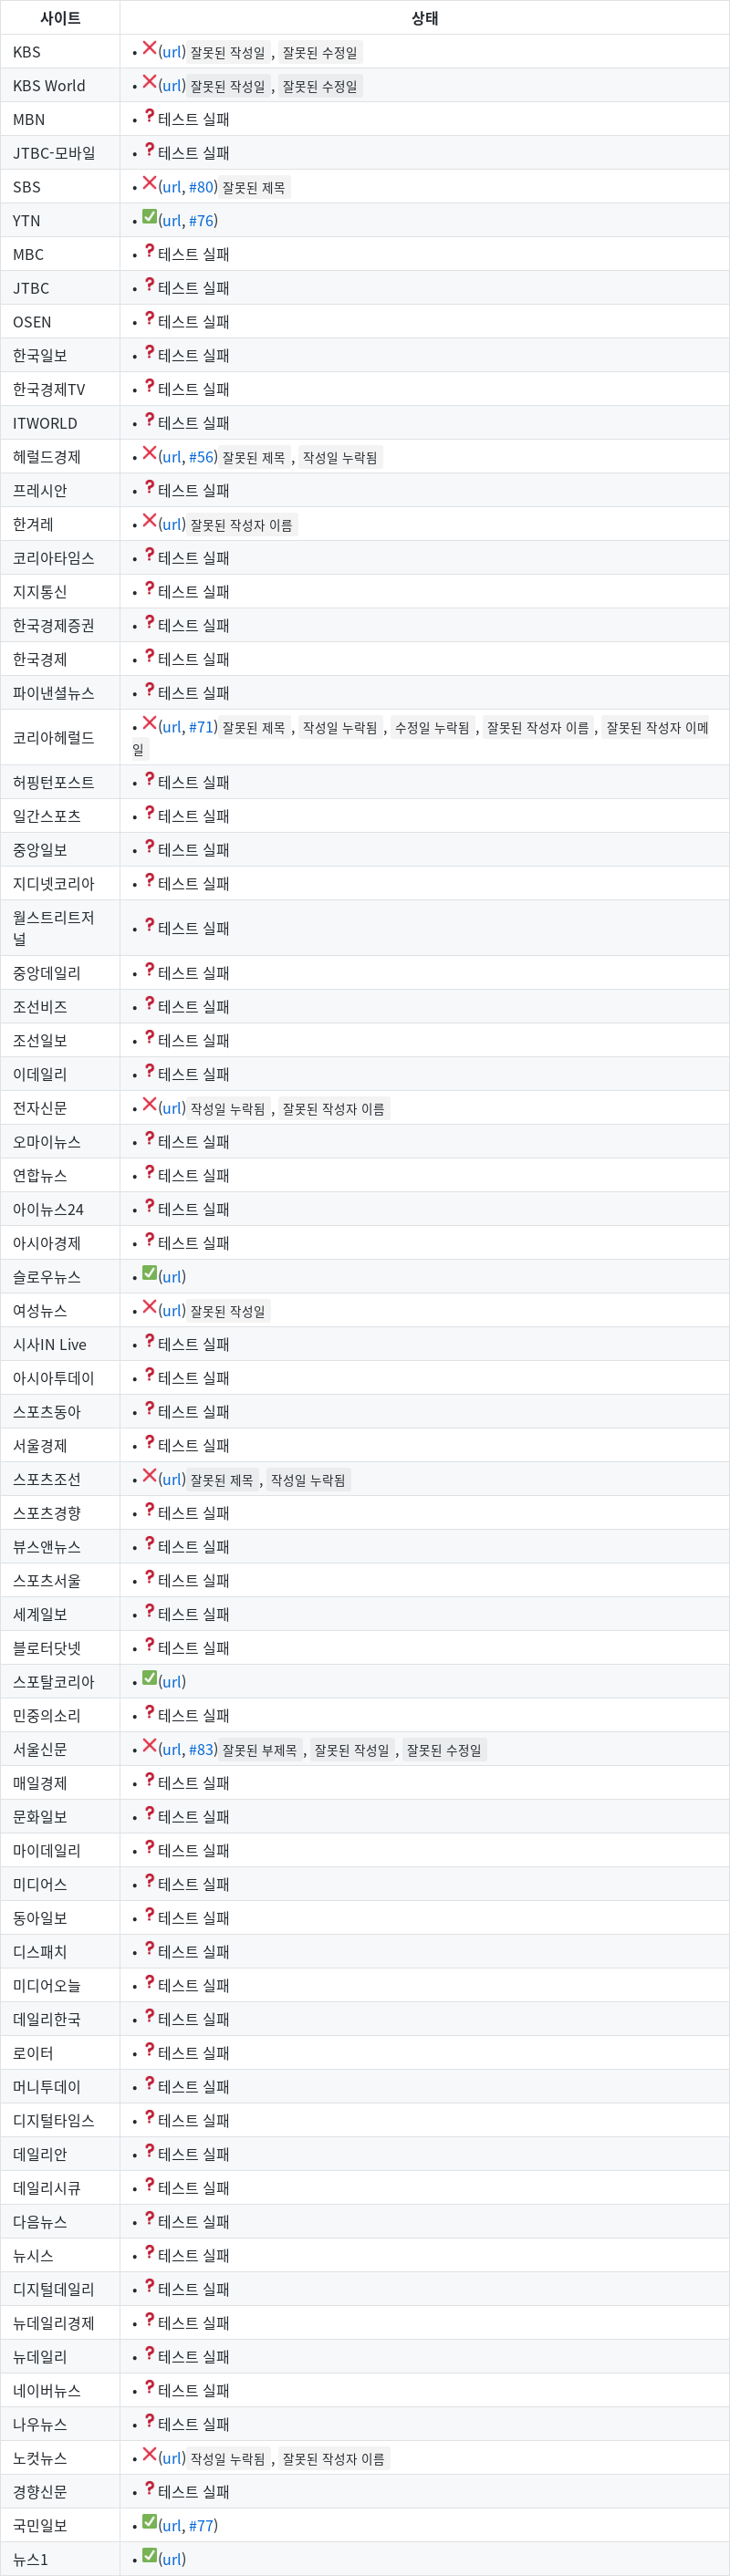 사이트 상태
KBS • ❌(url) 잘못된 작성일 , 잘못된 수정일
KBS World • ❌(url) 잘못된 작성일 , 잘못된 수정일
MBN • ❓테스트 실패
JTBC-모바일 • ❓테스트 실패
SBS • ❌(url, #80) 잘못된 제목
YTN • ✅(url, #76)
MBC • ❓테스트 실패
JTBC • ❓테스트 실패
OSEN • ❓테스트 실패
한국일보 • ❓테스트 실패
한국경제TV • ❓테스트 실패
ITWORLD • ❓테스트 실패
헤럴드경제 • ❌(url, #56) 잘못된 제목 , 작성일 누락됨
프레시안 • ❓테스트 실패
한겨레 • ❌(url) 잘못된 작성자 이름
코리아타임스 • ❓테스트 실패
지지통신 • ❓테스트 실패
한국경제증권 • ❓테스트 실패
한국경제 • ❓테스트 실패
파이낸셜뉴스 • ❓테스트 실패
코리아헤럴드 • ❌(url, #71) 잘못된 제목 , 작성일 누락됨 , 수정일 누락됨 , 잘못된 작성자 이름 , 잘못된 작성자 이메
일
허핑턴포스트 • ❓테스트 실패
일간스포츠 • ❓테스트 실패
중앙일보 • ❓테스트 실패
지디넷코리아 • ❓테스트 실패
월스트리트저
널 • ❓테스트 실패
중앙데일리 • ❓테스트 실패
조선비즈 • ❓테스트 실패
조선일보 • ❓테스트 실패
이데일리 • ❓테스트 실패
전자신문 • ❌(url) 작성일 누락됨 , 잘못된 작성자 이름
오마이뉴스 • ❓테스트 실패
연합뉴스 • ❓테스트 실패
아이뉴스24 • ❓테스트 실패
아시아경제 • ❓테스트 실패
슬로우뉴스 • ✅(url)
여성뉴스 • ❌(url) 잘못된 작성일
시사IN Live • ❓테스트 실패
아시아투데이 • ❓테스트 실패
스포츠동아 • ❓테스트 실패
서울경제 • ❓테스트 실패
스포츠조선 • ❌(url) 잘못된 제목 , 작성일 누락됨
스포츠경향 • ❓테스트 실패
뷰스앤뉴스 • ❓테스트 실패
스포츠서울 • ❓테스트 실패
세계일보 • ❓테스트 실패
블로터닷넷 • ❓테스트 실패
스포탈코리아 • ✅(url)
민중의소리 • ❓테스트 실패
서울신문 • ❌(url, #83) 잘못된 부제목 , 잘못된 작성일 , 잘못된 수정일
매일경제 • ❓테스트 실패
문화일보 • ❓테스트 실패
마이데일리 • ❓테스트 실패
미디어스 • ❓테스트 실패
동아일보 • ❓테스트 실패
디스패치 • ❓테스트 실패
미디어오늘 • ❓테스트 실패
데일리한국 • ❓테스트 실패
로이터 • ❓테스트 실패
머니투데이 • ❓테스트 실패
디지털타임스 • ❓테스트 실패
데일리안 • ❓테스트 실패
데일리시큐 • ❓테스트 실패
다음뉴스 • ❓테스트 실패
뉴시스 • ❓테스트 실패
디지털데일리 • ❓테스트 실패
뉴데일리경제 • ❓테스트 실패
뉴데일리 • ❓테스트 실패
네이버뉴스 • ❓테스트 실패
나우뉴스 • ❓테스트 실패
노컷뉴스 • ❌(url) 작성일 누락됨 , 잘못된 작성자 이름
경향신문 • ❓테스트 실패
국민일보 • ✅(url, #77)
뉴스1 • ✅(url)